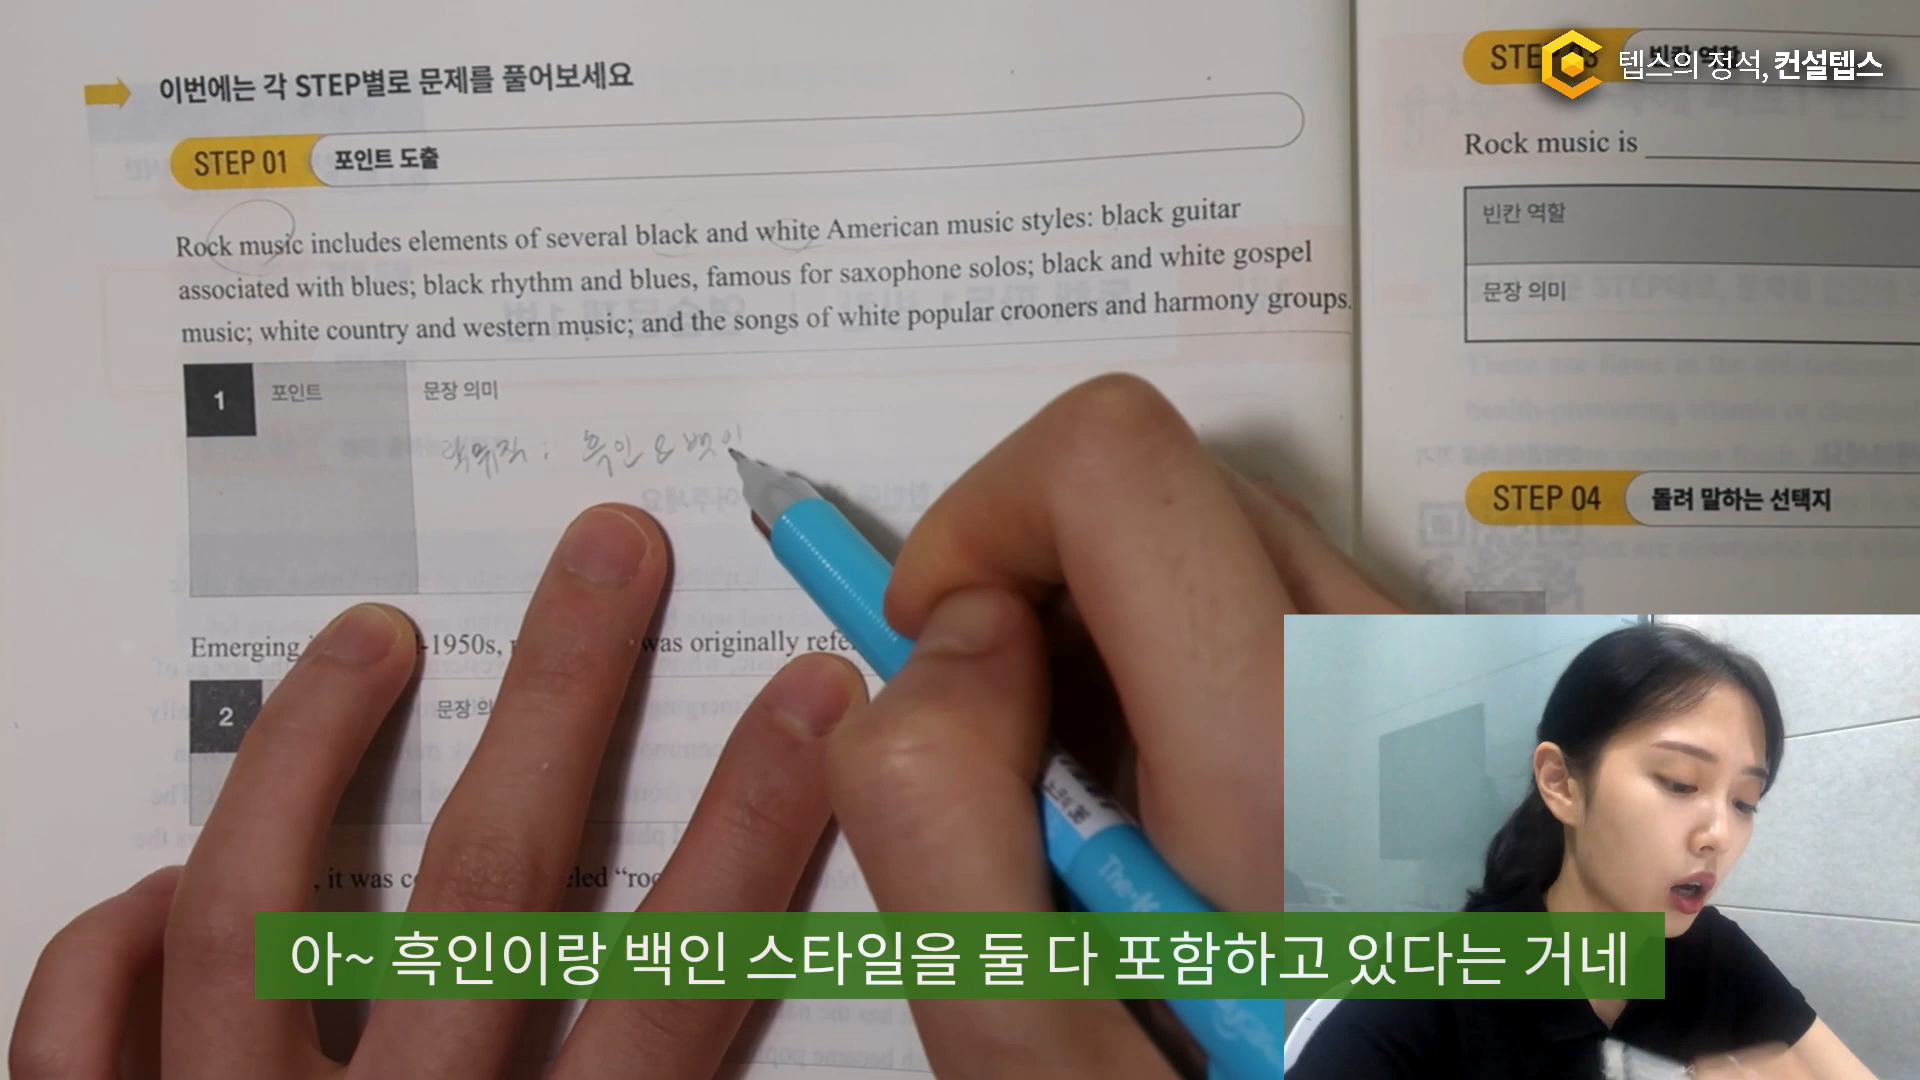 이번에는 각 STEP별로 문제를 풀어보세요
STEP 01 포인트 도출
Rock music includes elements of several black and white American music styles: black guitar
associated with blues; black rhythm and blues, famous for saxophone solos; black and white gospel
music; white country and western music; and the songs of white popular crooners and harmony groups.
1 포인트 문장 의미
락뮤직 : 흑인 & 백인
Emerging -1950s, was originally
2 문장 의
, it was
텝스의 정석, 컨설텝스
Rock music is
빈칸 역할
문장 의미
STEP 04 돌려 말하는 선택지
아~ 흑인이랑 백인 스타일을 둘 다 포함하고 있다는 거네